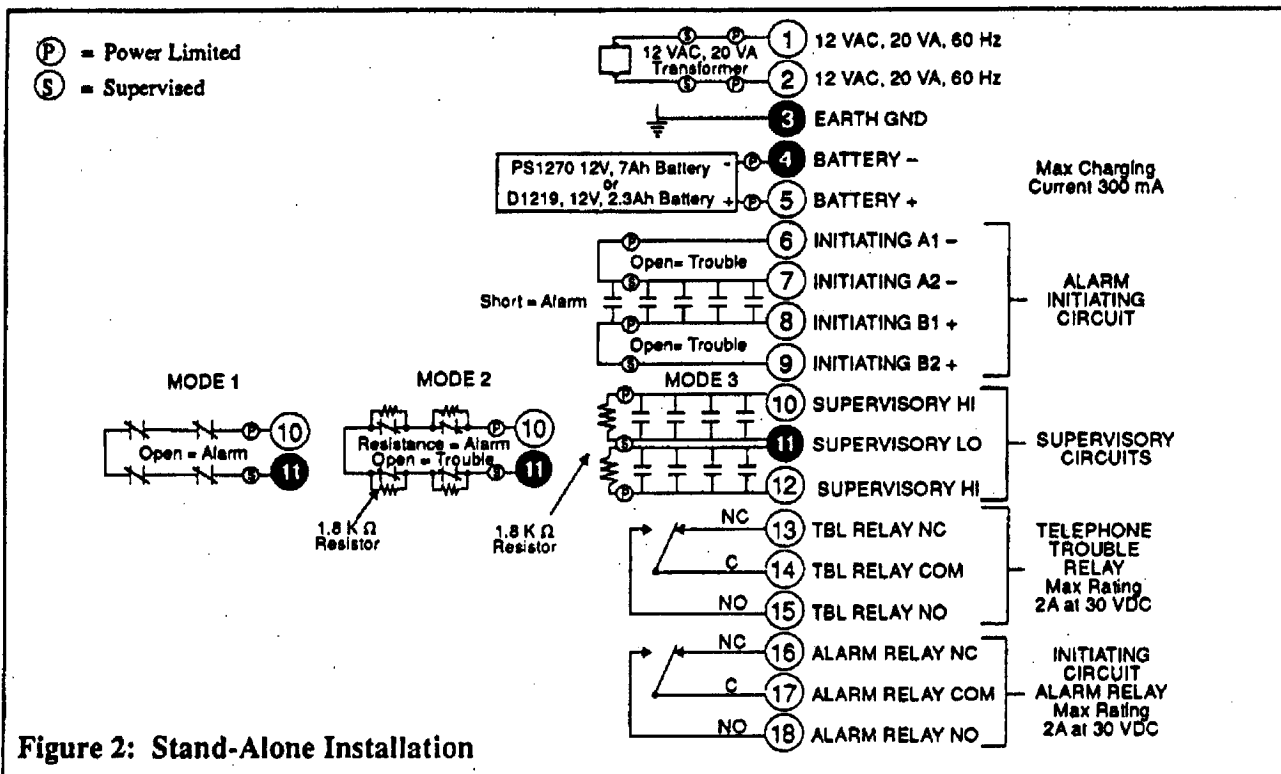 Ⓟ = Power Limited
Ⓢ = Supervised
S P 1 12 VAC, 20 VA, 60 Hz
12 VAC, 20 VA
Transformer
S P 2 12 VAC, 20 VA, 60 Hz
3 EARTH GND
PS1270 12V, 7Ah Battery - P 4 BATTERY -
or
D1219, 12V, 2.3Ah Battery + P 5 BATTERY +
Max Charging
Current 300 mA
P 6 INITIATING A1 -
Open= Trouble
S 7 INITIATING A2 -
Short = Alarm
P 8 INITIATING B1 +
Open= Trouble
S 9 INITIATING B2 +
ALARM
INITIATING
CIRCUIT
MODE 1
P 10
Open = Alarm
S 11
MODE 2
P 10
Resistance = Alarm
Open = Trouble
S 11
1.8 K Ω
Resistor
MODE 3
P 10 SUPERVISORY HI
S 11 SUPERVISORY LO
P 12 SUPERVISORY HI
1.8 K Ω
Resistor
SUPERVISORY
CIRCUITS
NC 13 TBL RELAY NC
C 14 TBL RELAY COM
NO 15 TBL RELAY NO
TELEPHONE
TROUBLE
RELAY
Max Rating
2A at 30 VDC
NC 16 ALARM RELAY NC
C 17 ALARM RELAY COM
NO 18 ALARM RELAY NO
INITIATING
CIRCUIT
ALARM RELAY
Max Rating
2A at 30 VDC
Figure 2: Stand-Alone Installation